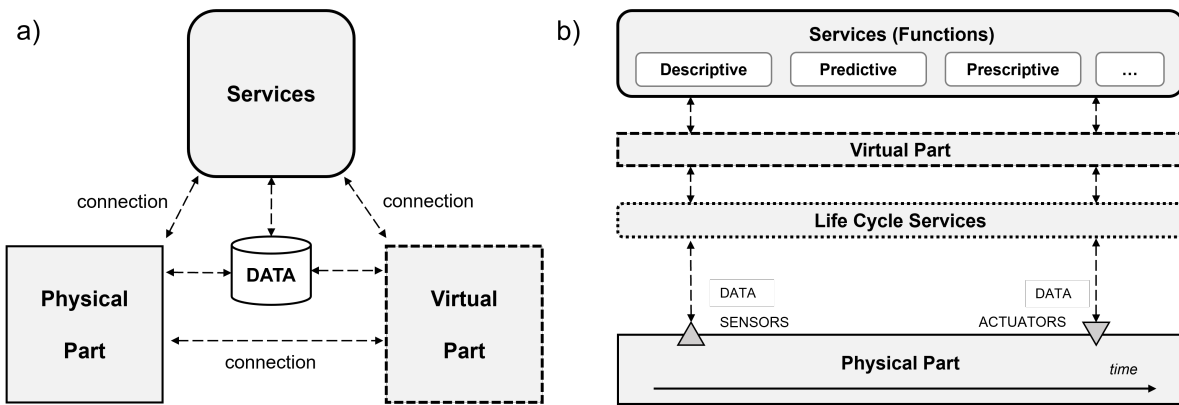 a)
Services
connection
connection
DATA
Physical
Part
Virtual
Part
connection
b)
Services (Functions)
Descriptive
Predictive
Prescriptive
...
Virtual Part
Life Cycle Services
DATA
DATA
SENSORS
ACTUATORS
Physical Part
time